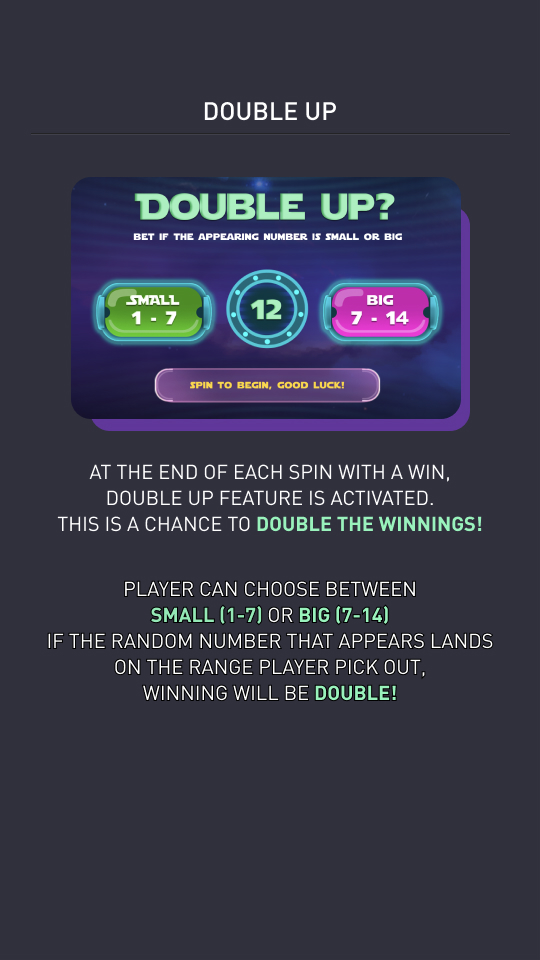 DOUBLE UP
DOUBLE UP?
BET IF THE APPEARING NUMBER IS SMALL OR BIG
SMALL
1 - 7
12
BIG
7 - 14
SPIN TO BEGIN, GOOD LUCK!
AT THE END OF EACH SPIN WITH A WIN,
DOUBLE UP FEATURE IS ACTIVATED.
THIS IS A CHANCE TO DOUBLE THE WINNINGS!
PLAYER CAN CHOOSE BETWEEN
SMALL (1-7) OR BIG (7-14)
IF THE RANDOM NUMBER THAT APPEARS LANDS
ON THE RANGE PLAYER PICK OUT,
WINNING WILL BE DOUBLE!